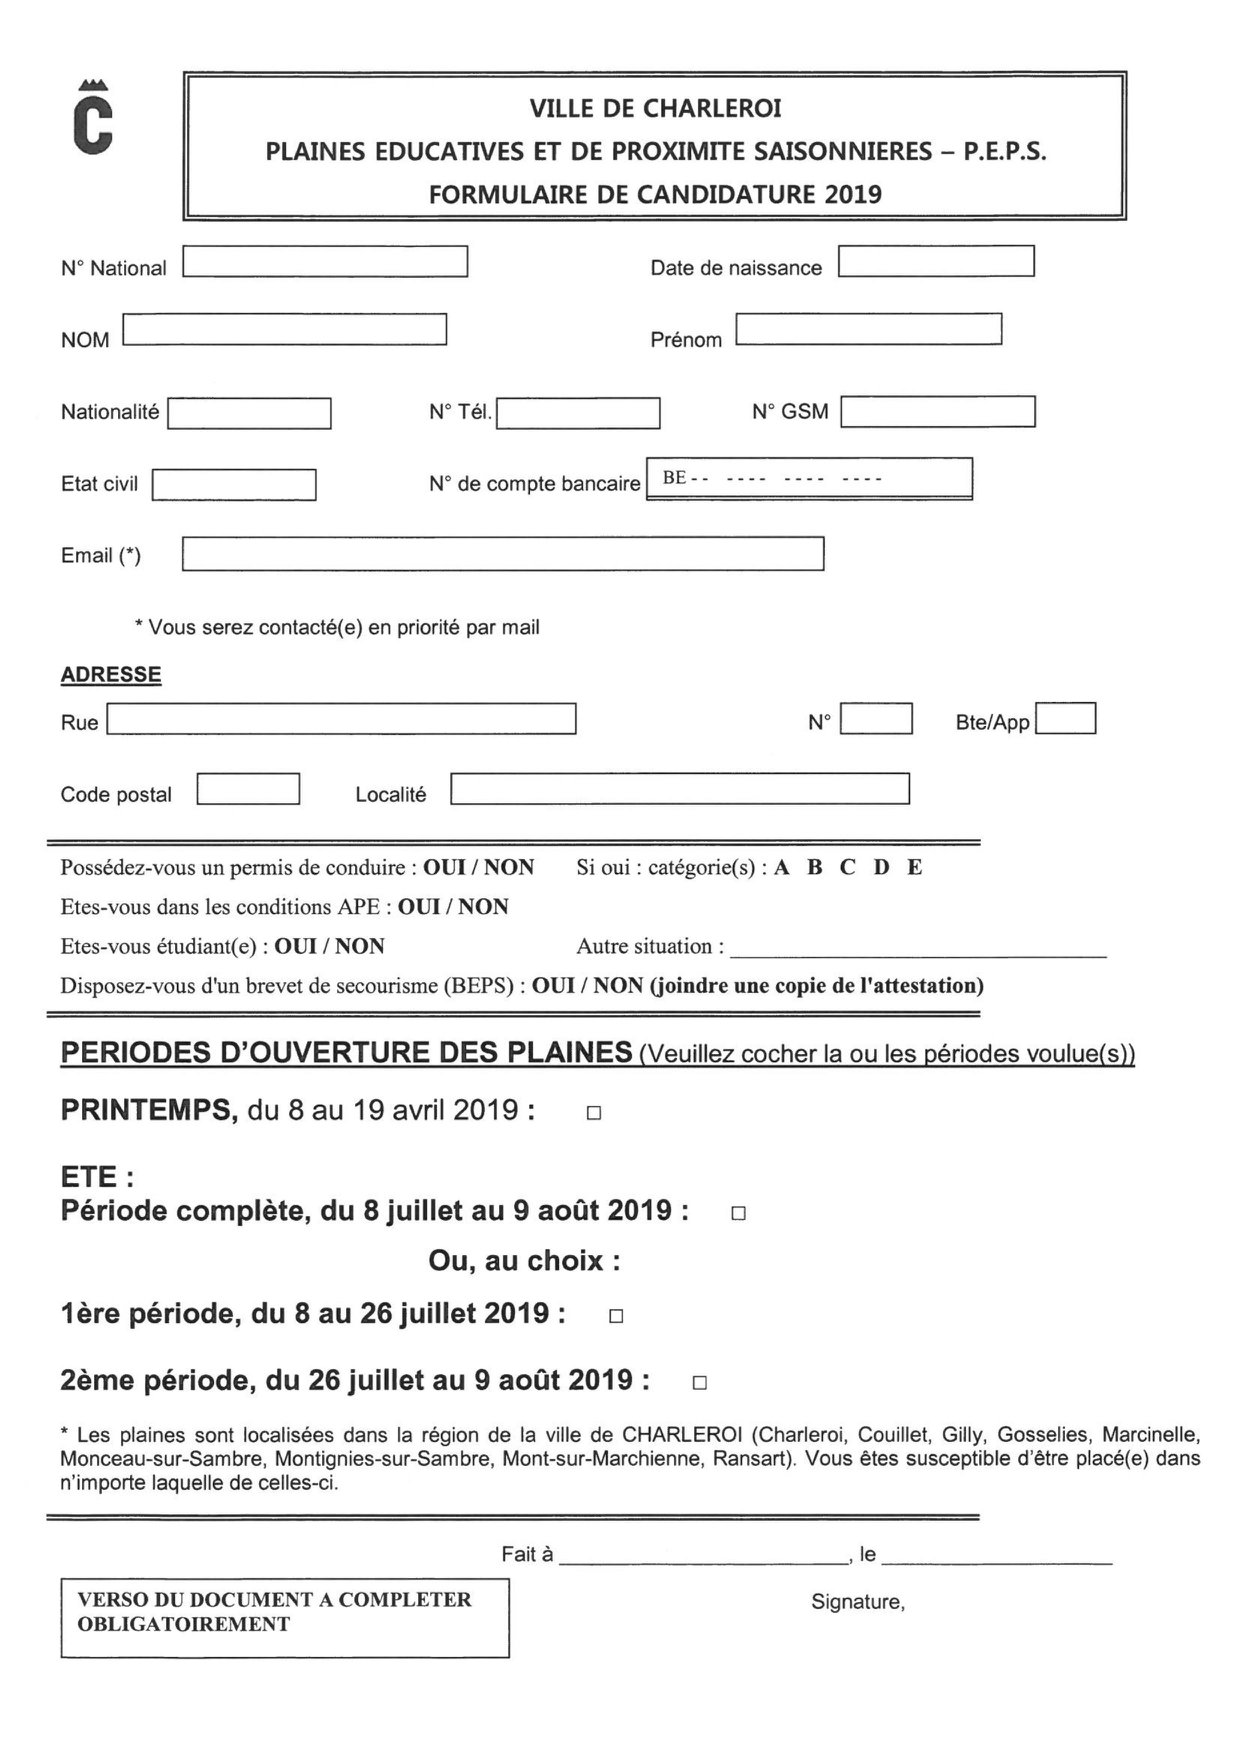 Ĉ
VILLE DE CHARLEROI
PLAINES EDUCATIVES ET DE PROXIMITE SAISONNIERES – P.E.P.S.
FORMULAIRE DE CANDIDATURE 2019
N° National Date de naissance
NOM Prénom
Nationalité N° Tél. N° GSM
Etat civil N° de compte bancaire BE-- ---- ---- ----
Email (*)
* Vous serez contacté(e) en priorité par mail
ADRESSE
Rue N° Bte/App
Code postal Localité
Possédez-vous un permis de conduire : OUI / NON Si oui : catégorie(s) : A B C D E
Etes-vous dans les conditions APE : OUI / NON
Etes-vous étudiant(e) : OUI / NON Autre situation : ____________________
Disposez-vous d'un brevet de secourisme (BEPS) : OUI / NON (joindre une copie de l'attestation)
PERIODES D’OUVERTURE DES PLAINES (Veuillez cocher la ou les périodes voulue(s))
PRINTEMPS, du 8 au 19 avril 2019 : □
ETE :
Période complète, du 8 juillet au 9 août 2019 : □
Ou, au choix :
1ère période, du 8 au 26 juillet 2019 : □
2ème période, du 26 juillet au 9 août 2019 : □
* Les plaines sont localisées dans la région de la ville de CHARLEROI (Charleroi, Couillet, Gilly, Gosselies, Marcinelle,
Monceau-sur-Sambre, Montignies-sur-Sambre, Mont-sur-Marchienne, Ransart). Vous êtes susceptible d’être placé(e) dans
n’importe laquelle de celles-ci.
Fait à ____________________, le ____________________
VERSO DU DOCUMENT A COMPLETER
OBLIGATOIREMENT
Signature,